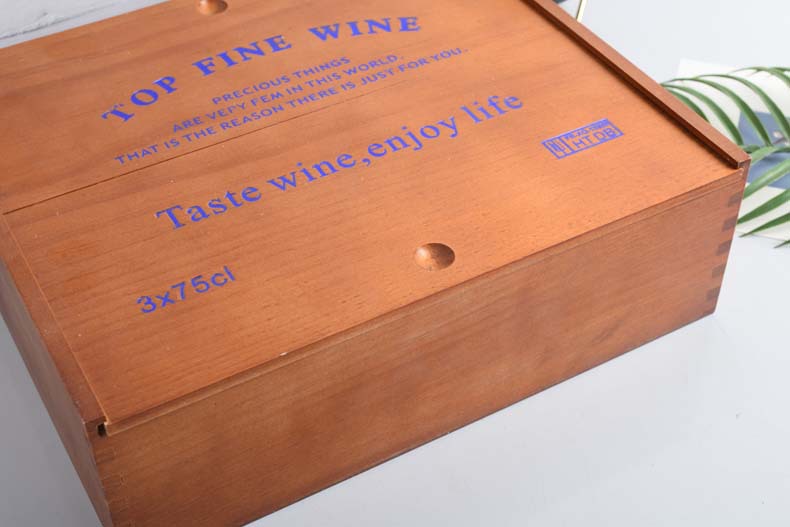 TOP FINE WINE
PRECIOUS THINGS
ARE VEPY FEM IN THIS WORLD.
THAT IS THE REASON THERE IS JUST FOR YOU.
Taste wine,enjoy life
HTDB
3x75cl